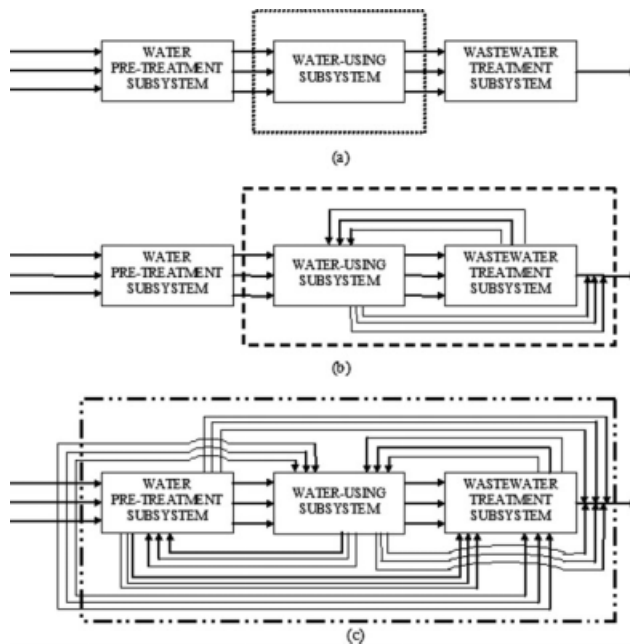 WATER
PRE-TREATMENT
SUBSYSTEM
WATER-USING
SUBSYSTEM
WASTEWATER
TREATMENT
SUBSYSTEM
(a)
WATER
PRE-TREATMENT
SUBSYSTEM
WATER-USING
SUBSYSTEM
WASTEWATER
TREATMENT
SUBSYSTEM
(b)
WATER
PRE-TREATMENT
SUBSYSTEM
WATER-USING
SUBSYSTEM
WASTEWATER
TREATMENT
SUBSYSTEM
(c)